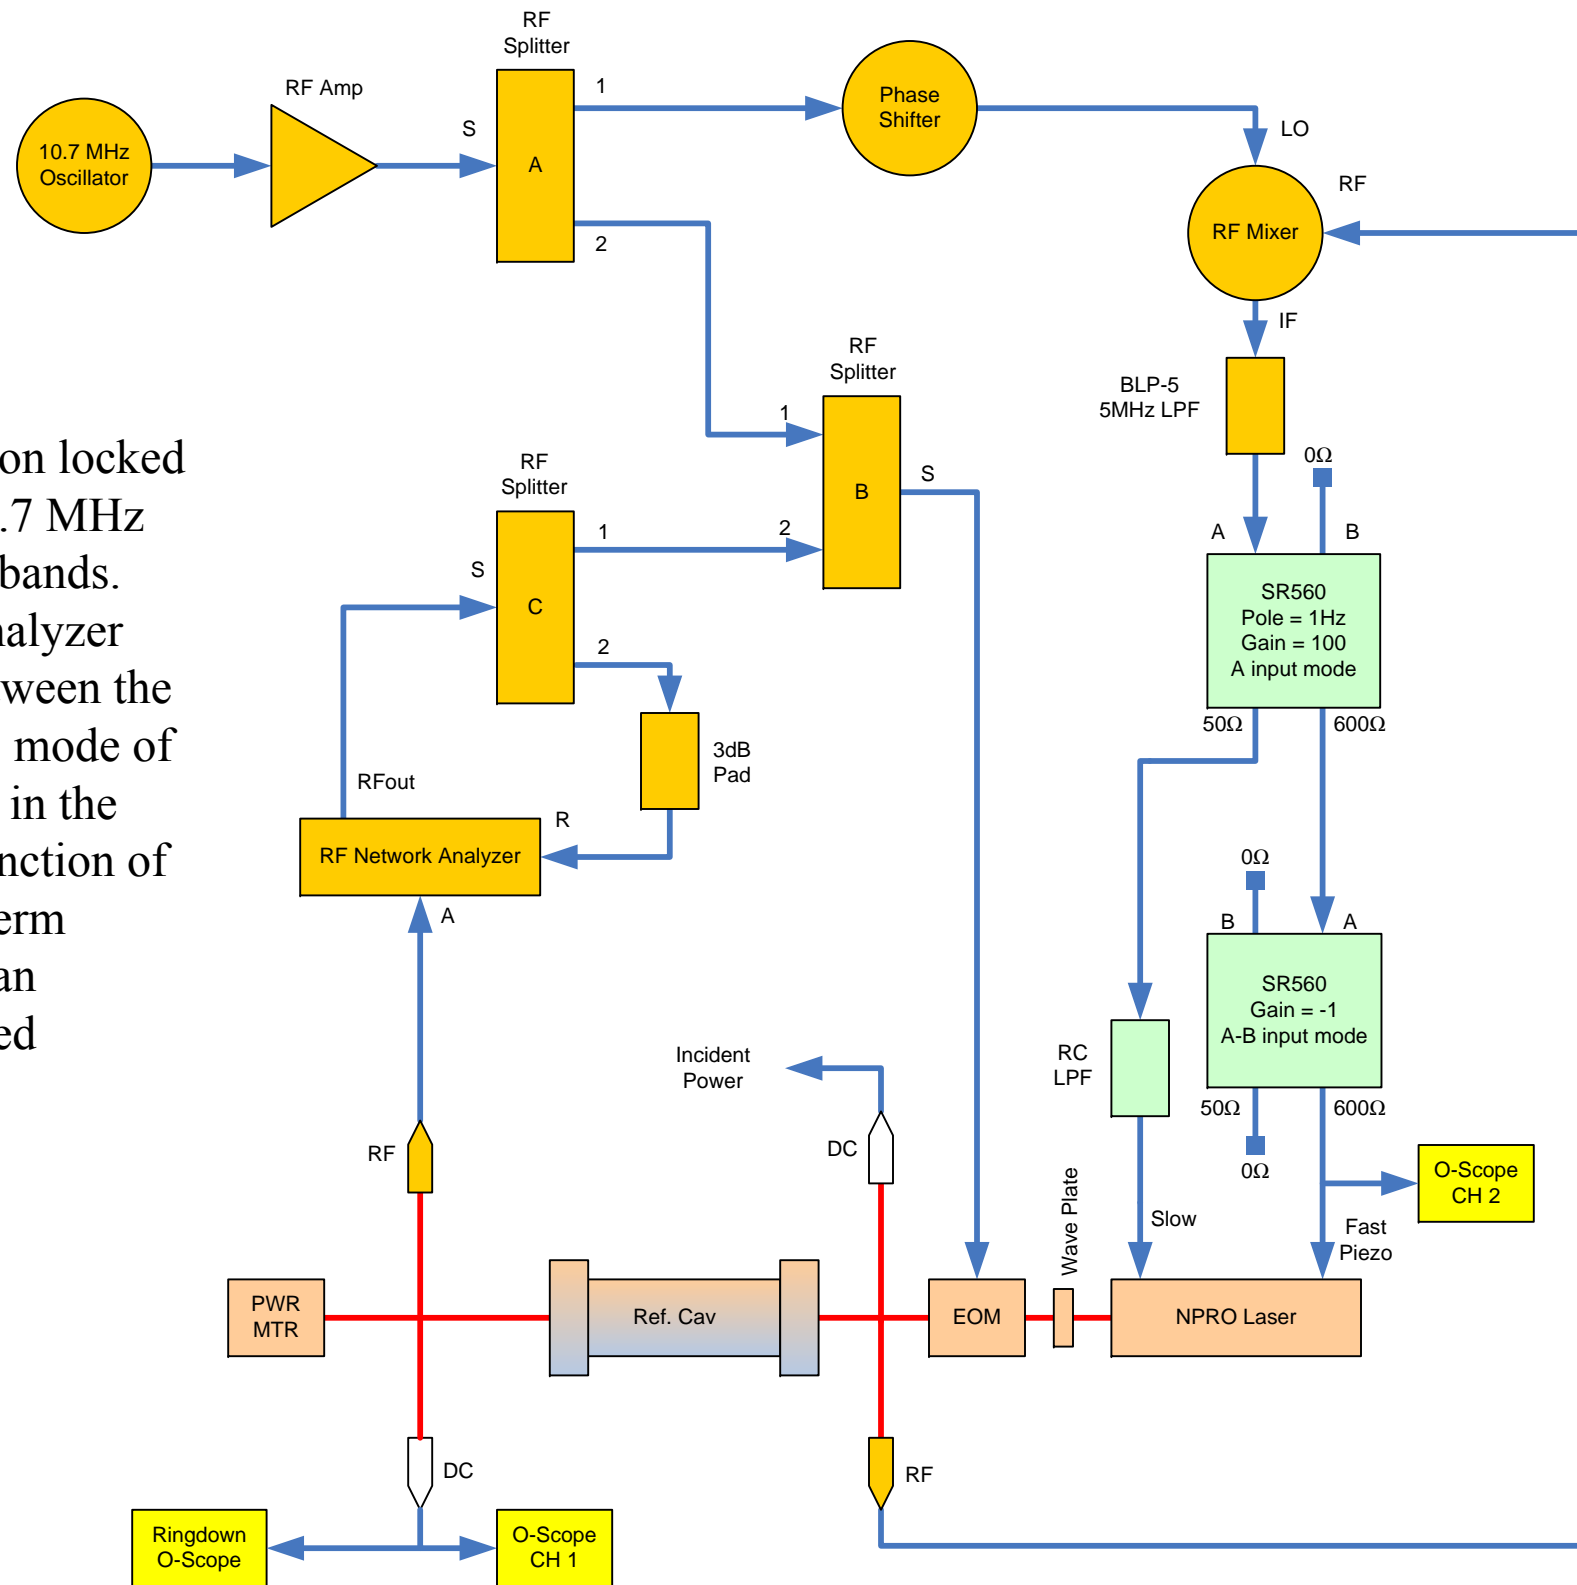 RF
Splitter
RF Amp
1
S
10.7 MHz
Oscillator
A
2
Phase
Shifter
LO
RF
RF Mixer
IF
BLP-5
5MHz LPF
RF
Splitter
1
B
S
2
RF
Splitter
1
S
C
2
3dB
Pad
RFout
R
RF Network Analyzer
A
on locked
.7 MHz
bands.
nalyzer
ween the
mode of
in the
nction of
erm
an
ed
0Ω
A
B
SR560
Pole = 1Hz
Gain = 100
A input mode
50Ω
600Ω
0Ω
B
A
SR560
Gain = -1
A-B input mode
50Ω
600Ω
0Ω
RC
LPF
O-Scope
CH 2
Incident
Power
RF
DC
Wave Plate
Slow
Fast
Piezo
PWR
MTR
Ref. Cav
EOM
NPRO Laser
DC
RF
Ringdown
O-Scope
O-Scope
CH 1